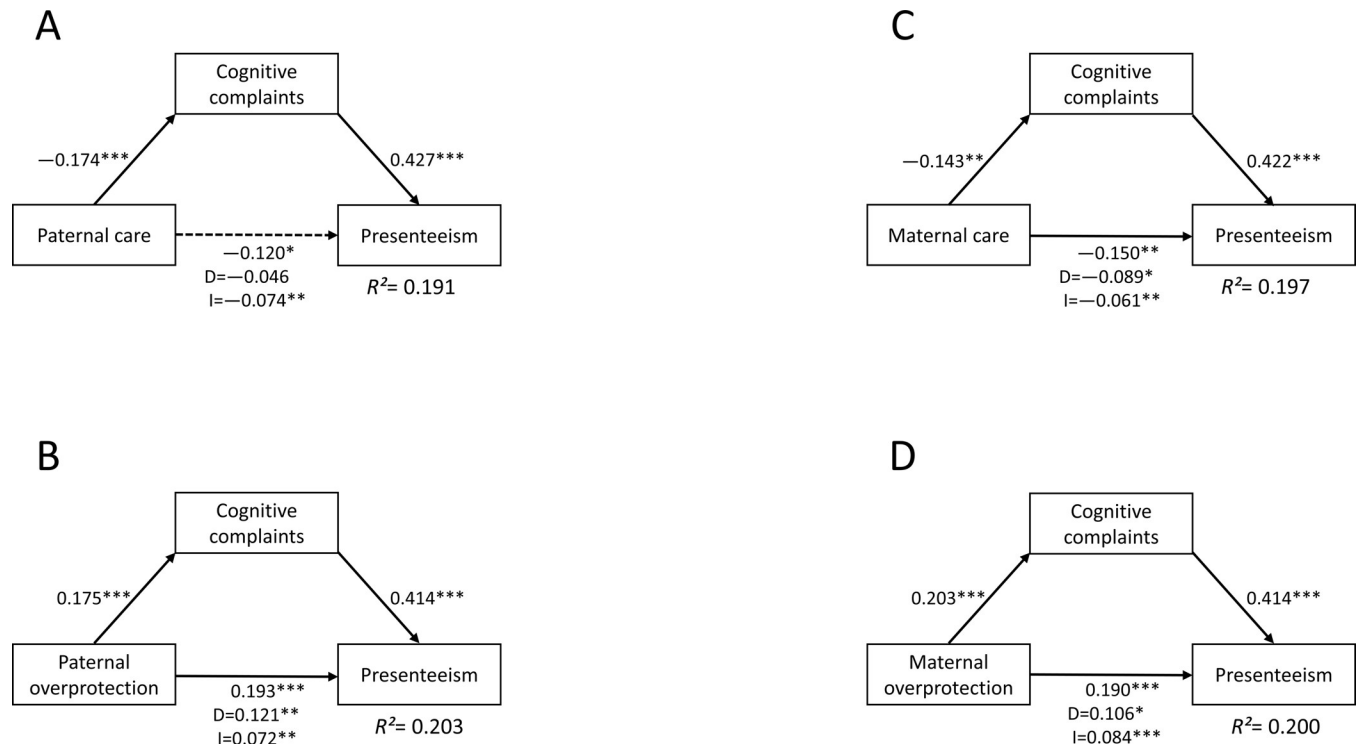 A
Cognitive
complaints
—0.174***
0.427***
Paternal care
Presenteeism
—0.120*
D=—0.046
I=—0.074**
R²= 0.191
C
Cognitive
complaints
—0.143**
0.422***
Maternal care
Presenteeism
—0.150**
D=—0.089*
I=—0.061**
R²= 0.197
B
Cognitive
complaints
0.175***
0.414***
Paternal
overprotection
Presenteeism
0.193***
D=0.121**
I=0.072**
R²= 0.203
D
Cognitive
complaints
0.203***
0.414***
Maternal
overprotection
Presenteeism
0.190***
D=0.106*
I=0.084***
R²= 0.200